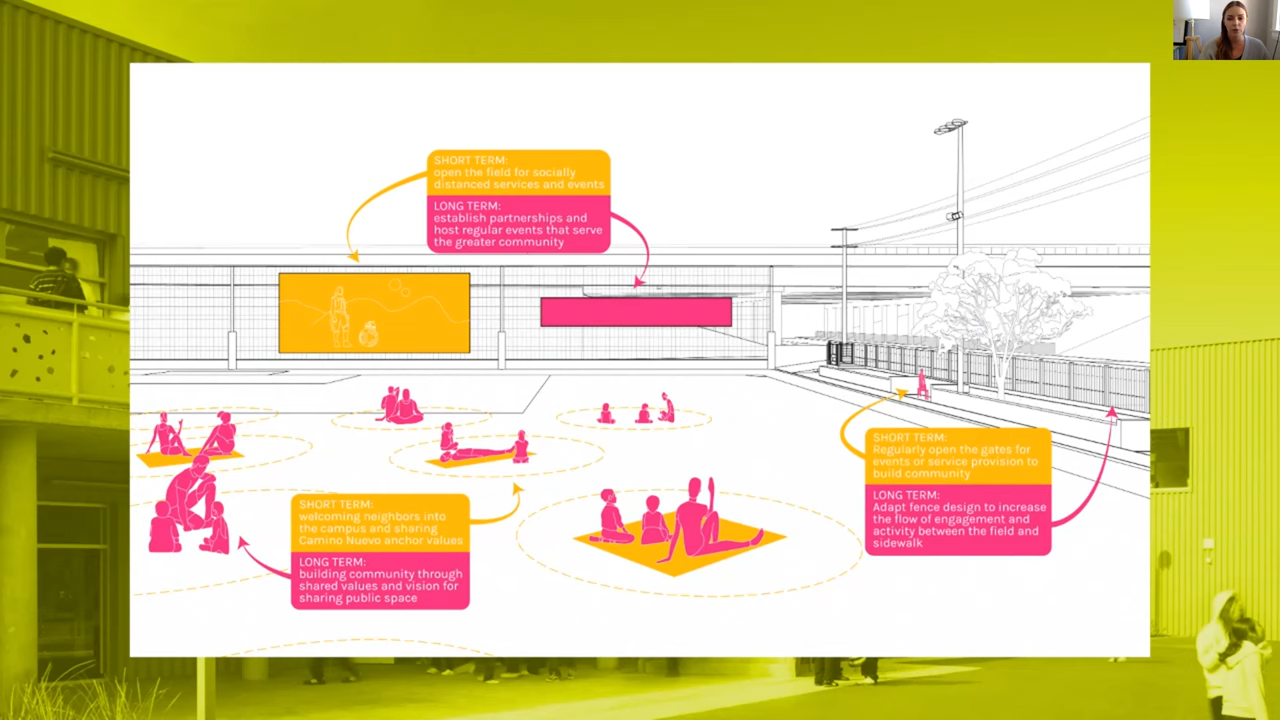 SHORT TERM:
open the field for socially
distanced services and events
LONG TERM:
establish partnerships and
host regular events that serve
the greater community
SHORT TERM:
Regularly open the gates for
events or service provision to
build community
LONG TERM:
Adapt fence design to increase
the flow of engagement and
activity between the field and
sidewalk
SHORT TERM:
welcoming neighbors into
the campus and sharing
Camino Nuevo anchor values
LONG TERM:
building community through
shared values and vision for
sharing public space